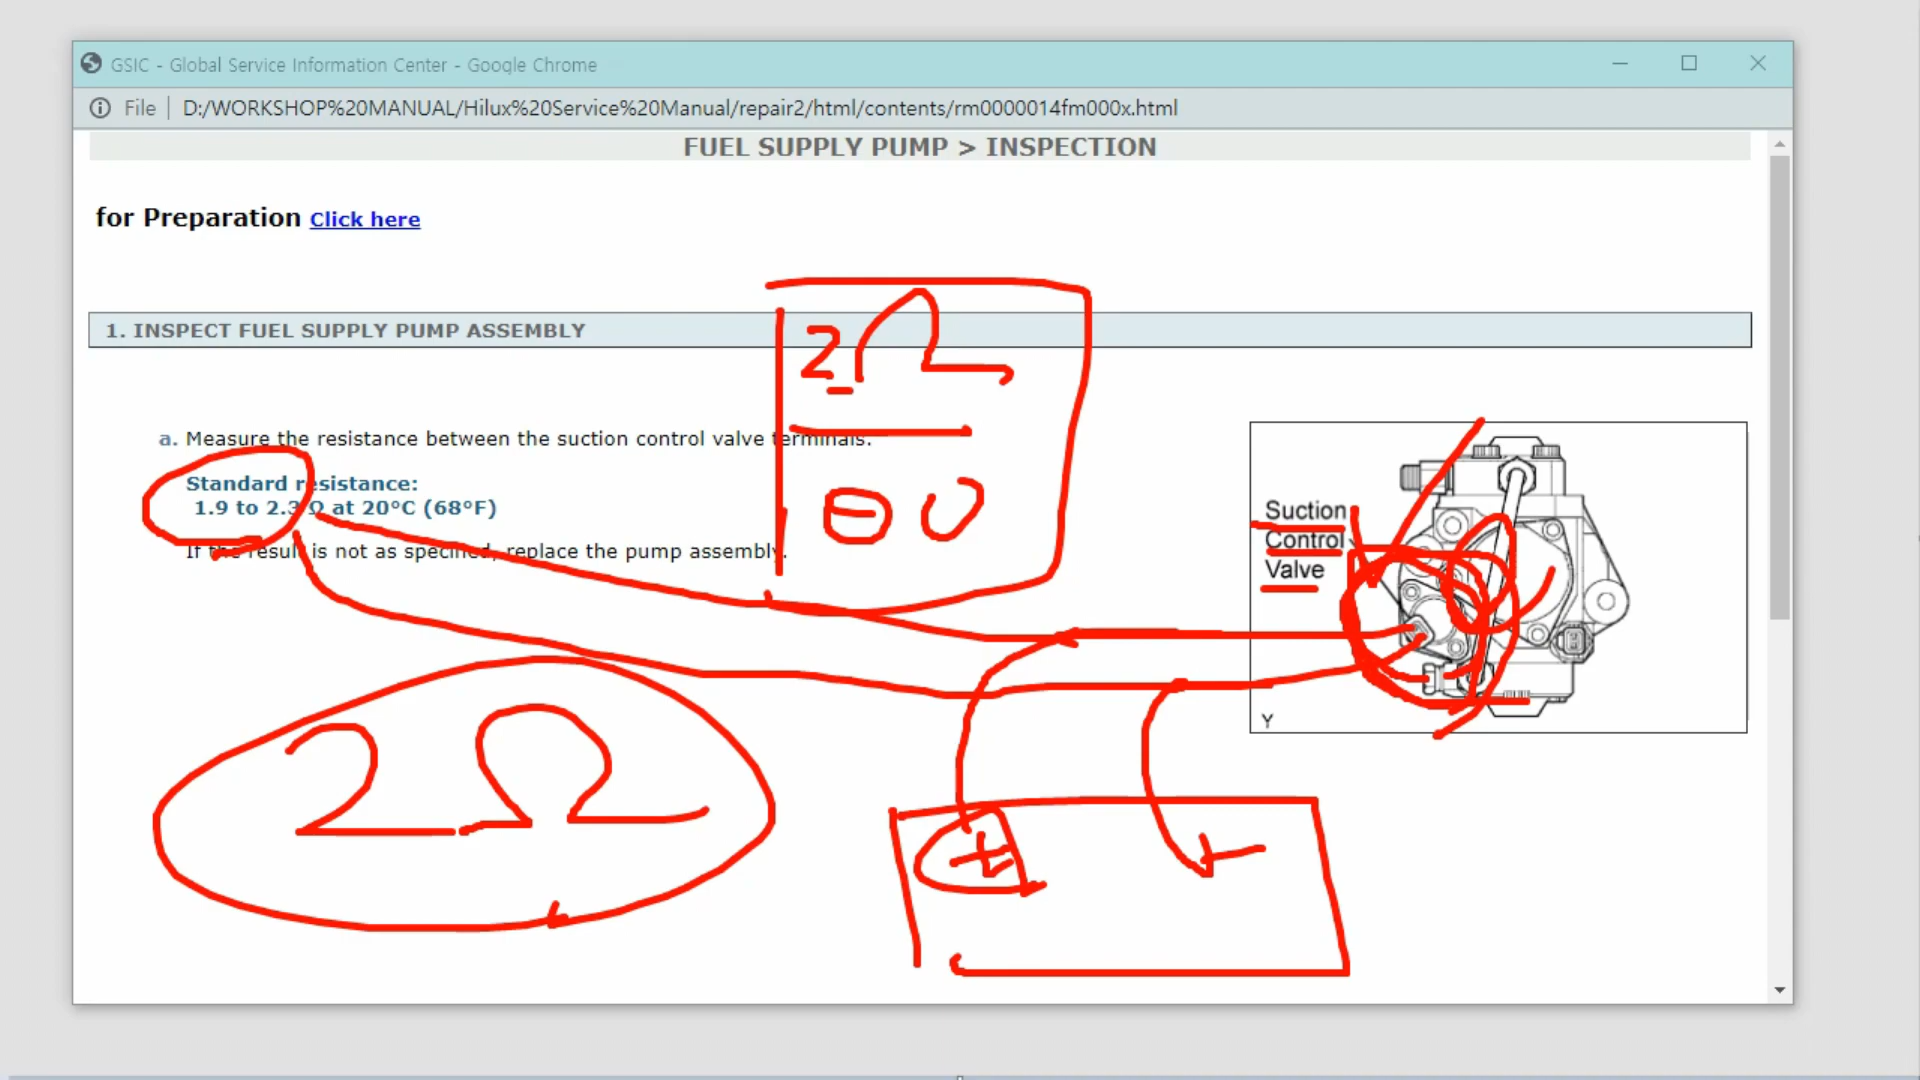 GSIC - Global Service Information Center - Google Chrome
File | D:/WORKSHOP%20MANUAL/Hilux%20Service%20Manual/repair2/html/contents/rm0000014fm000x.html
FUEL SUPPLY PUMP > INSPECTION
for Preparation Click here
1. INSPECT FUEL SUPPLY PUMP ASSEMBLY
2Ω
a. Measure the resistance between the suction control valve terminals.
Standard resistance:
1.9 to 2.3 Ω at 20°C (68°F)
If the result is not as specified, replace the pump assembly.
Suction
Control
Valve
Y
2Ω
+